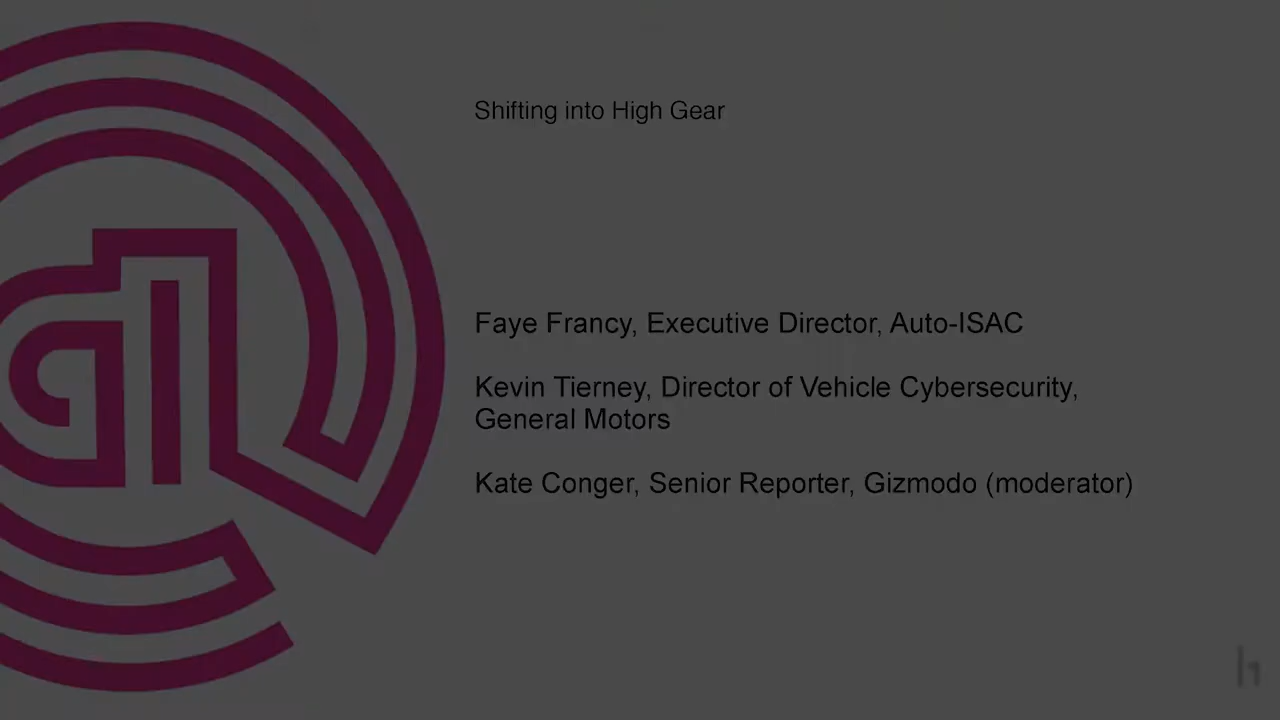 Shifting into High Gear
Faye Francy, Executive Director, Auto-ISAC
Kevin Tierney, Director of Vehicle Cybersecurity,
General Motors
Kate Conger, Senior Reporter, Gizmodo (moderator)